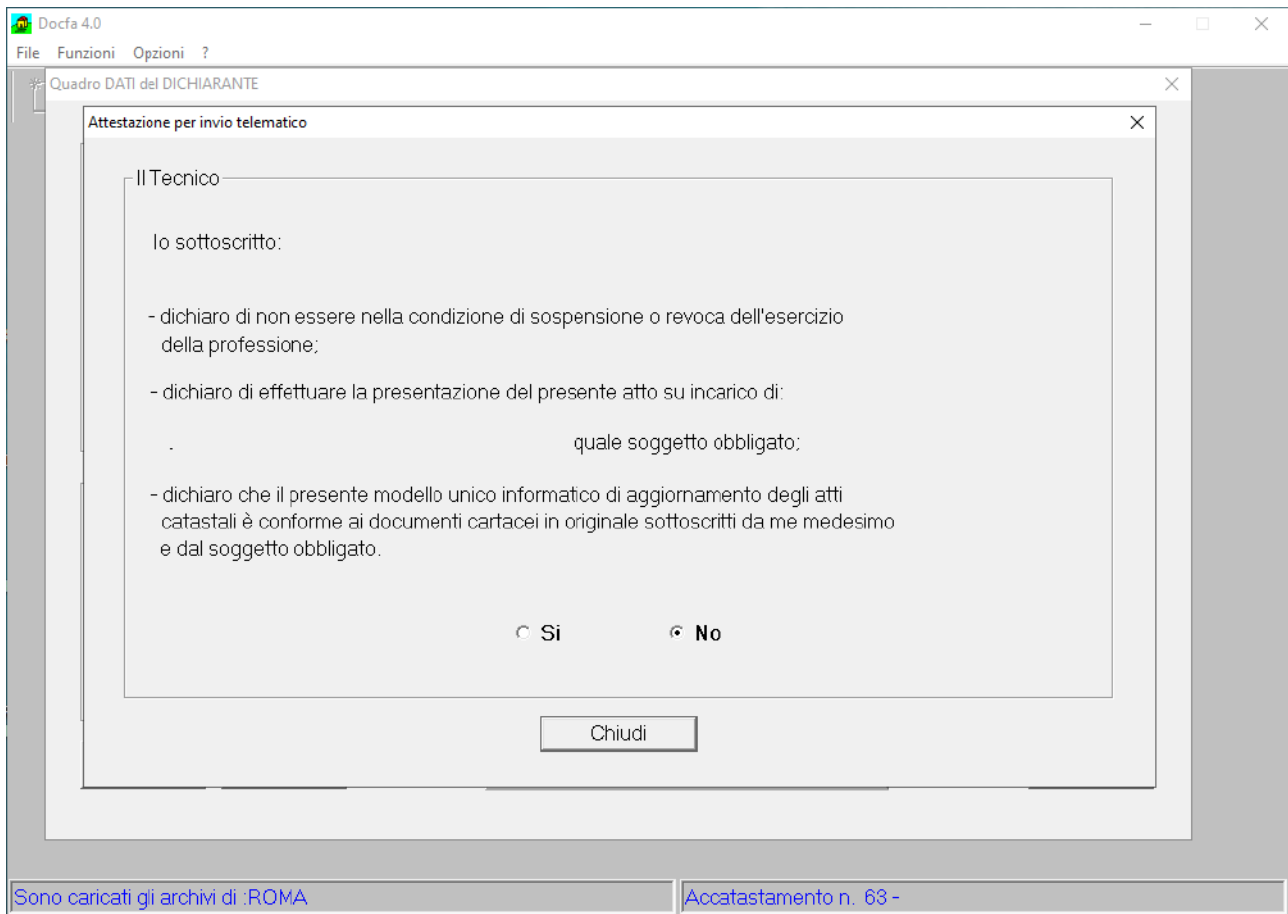 Docfa 4.0
File Funzioni Opzioni ?
Quadro DATI del DICHIARANTE
Attestazione per invio telematico
Il Tecnico
Io sottoscritto:
- dichiaro di non essere nella condizione di sospensione o revoca dell'esercizio
della professione;
- dichiaro di effettuare la presentazione del presente atto su incarico di:
. quale soggetto obbligato;
- dichiaro che il presente modello unico informatico di aggiornamento degli atti
catastali è conforme ai documenti cartacei in originale sottoscritti da me medesimo
e dal soggetto obbligato.
Si No
Chiudi
Sono caricati gli archivi di :ROMA Accatastamento n. 63 -